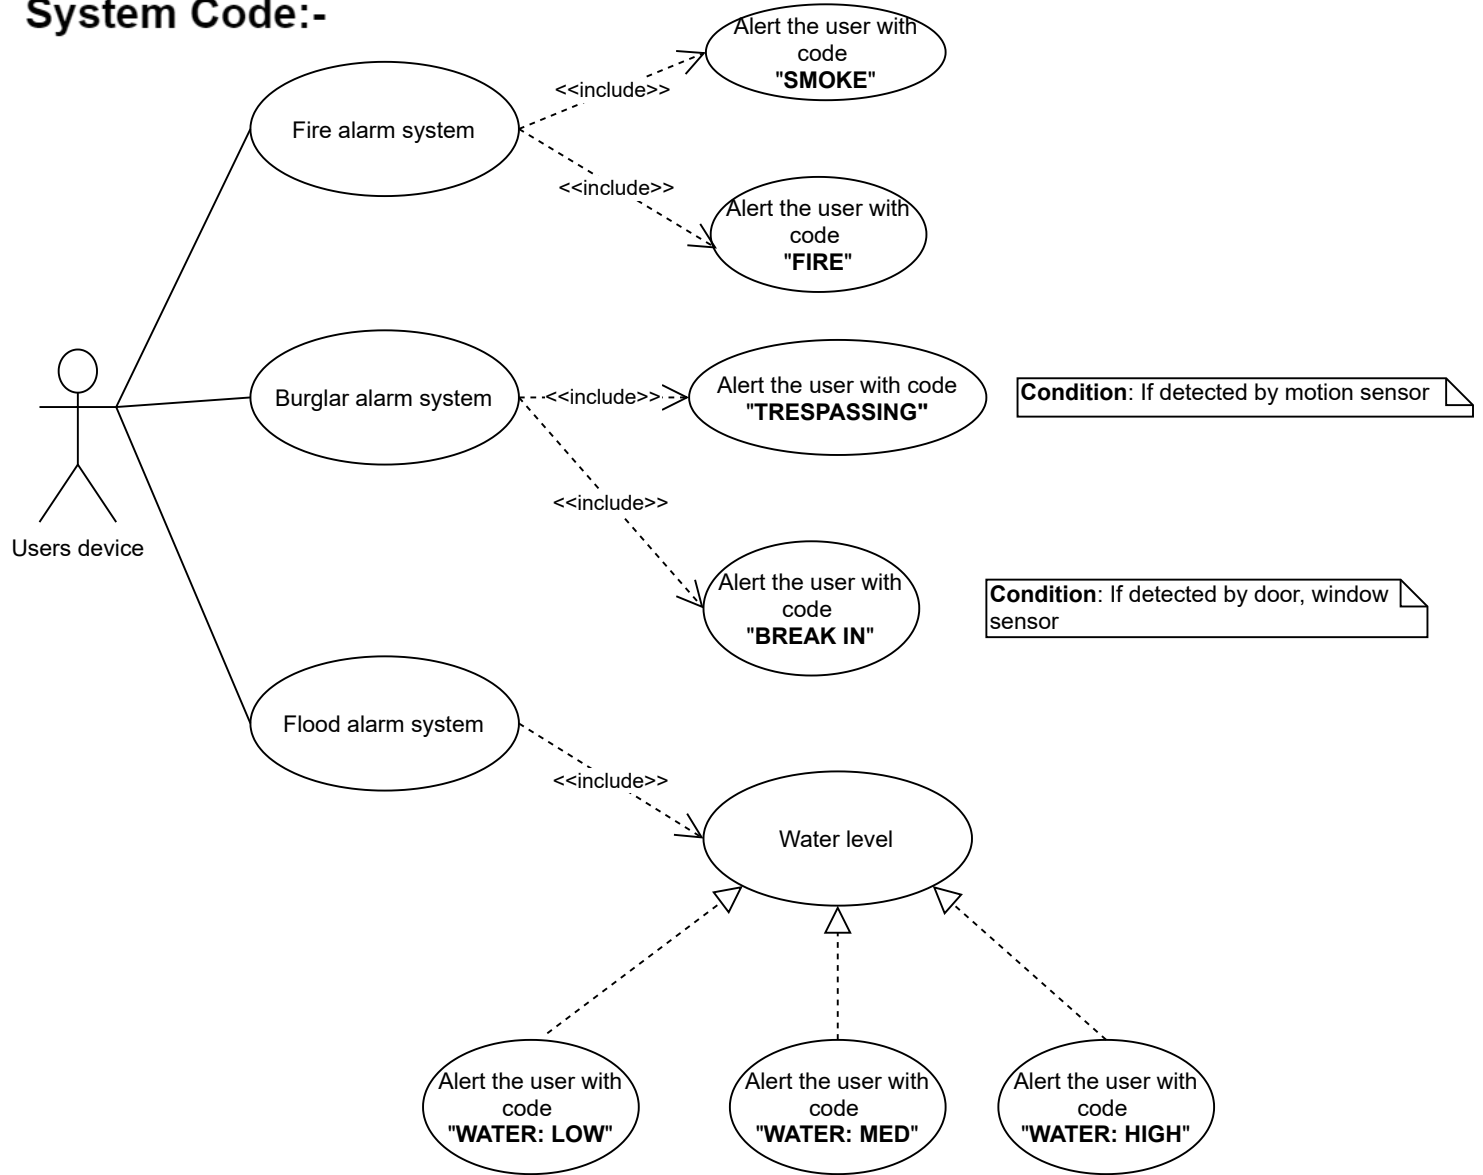 System Code:-
Alert the user with
code
"SMOKE"
<<include>>
Fire alarm system
<<include>>
Alert the user with
code
"FIRE"
Burglar alarm system
<<include>>
Alert the user with code
"TRESPASSING"
Condition: If detected by motion sensor
<<include>>
Users device
Alert the user with
code
"BREAK IN"
Condition: If detected by door, window
sensor
Flood alarm system
<<include>>
Water level
Alert the user with
code
"WATER: LOW"
Alert the user with
code
"WATER: MED"
Alert the user with
code
"WATER: HIGH"